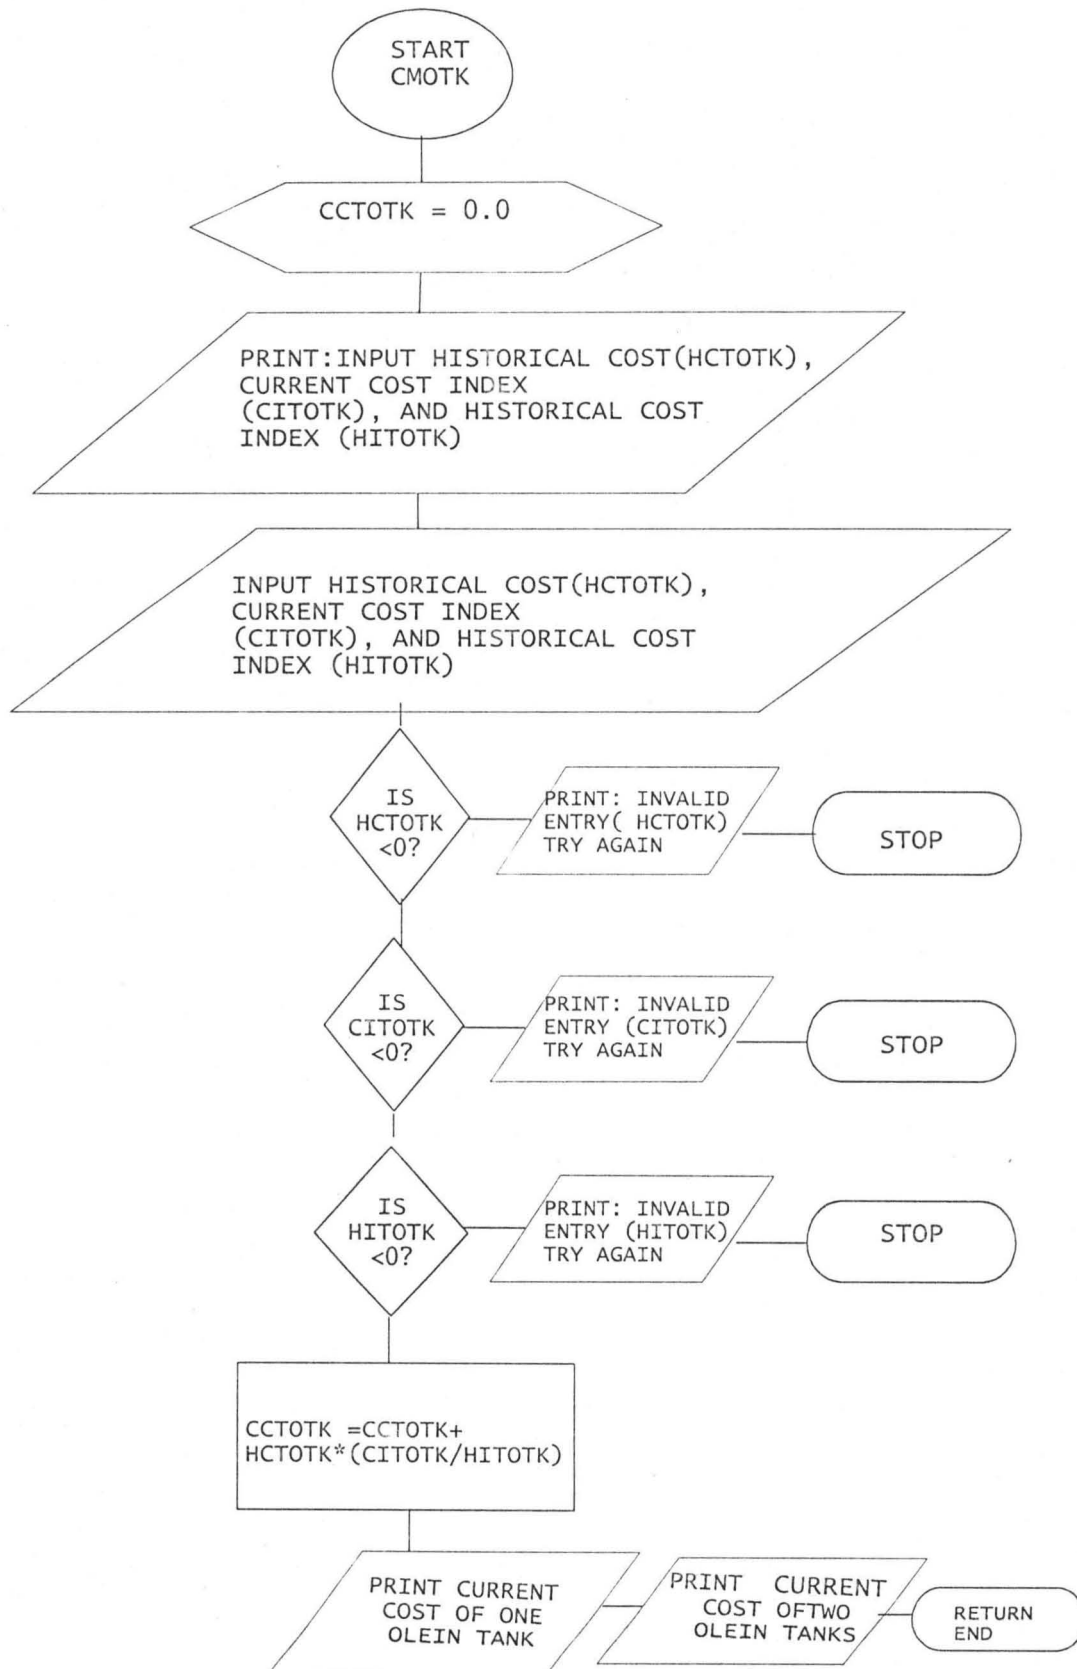 START
CMOTK
CCTOTK = 0.0
PRINT:INPUT HISTORICAL COST(HCTOTK),
CURRENT COST INDEX
(CITOTK), AND HISTORICAL COST
INDEX (HITOTK)
INPUT HISTORICAL COST(HCTOTK),
CURRENT COST INDEX
(CITOTK), AND HISTORICAL COST
INDEX (HITOTK)
IS
HCTOTK
<0?
PRINT: INVALID
ENTRY( HCTOTK)
TRY AGAIN
STOP
IS
CITOTK
<0?
PRINT: INVALID
ENTRY (CITOTK)
TRY AGAIN
STOP
IS
HITOTK
<0?
PRINT: INVALID
ENTRY (HITOTK)
TRY AGAIN
STOP
CCTOTK =CCTOTK+
HCTOTK*(CITOTK/HITOTK)
PRINT CURRENT
COST OF ONE
OLEIN TANK
PRINT CURRENT
COST OFTWO
OLEIN TANKS
RETURN
END